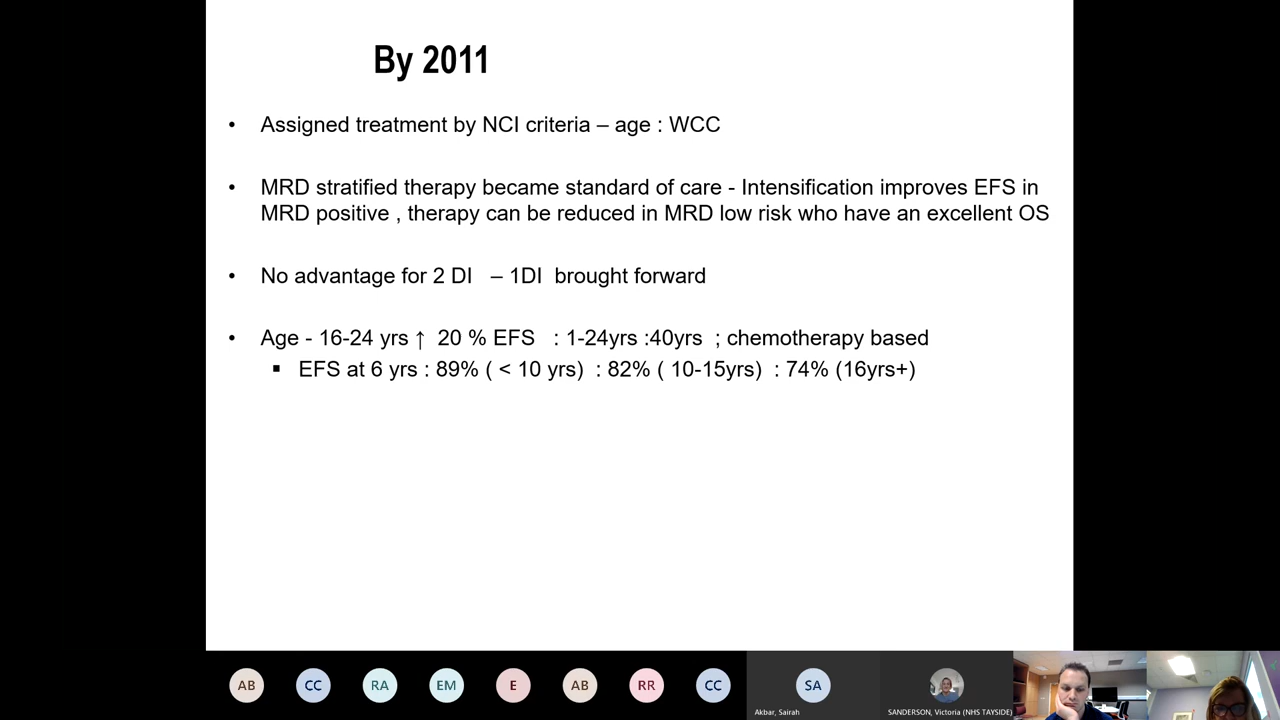 By 2011
• Assigned treatment by NCI criteria – age : WCC
• MRD stratified therapy became standard of care - Intensification improves EFS in
MRD positive , therapy can be reduced in MRD low risk who have an excellent OS
• No advantage for 2 DI – 1DI brought forward
• Age - 16-24 yrs ↑ 20 % EFS : 1-24yrs :40yrs ; chemotherapy based
▪ EFS at 6 yrs : 89% ( < 10 yrs) : 82% ( 10-15yrs) : 74% (16yrs+)
AB CC RA EM E AB RR CC SA
Akbar, Sairah
SANDERSON, Victoria (NHS TAYSIDE)